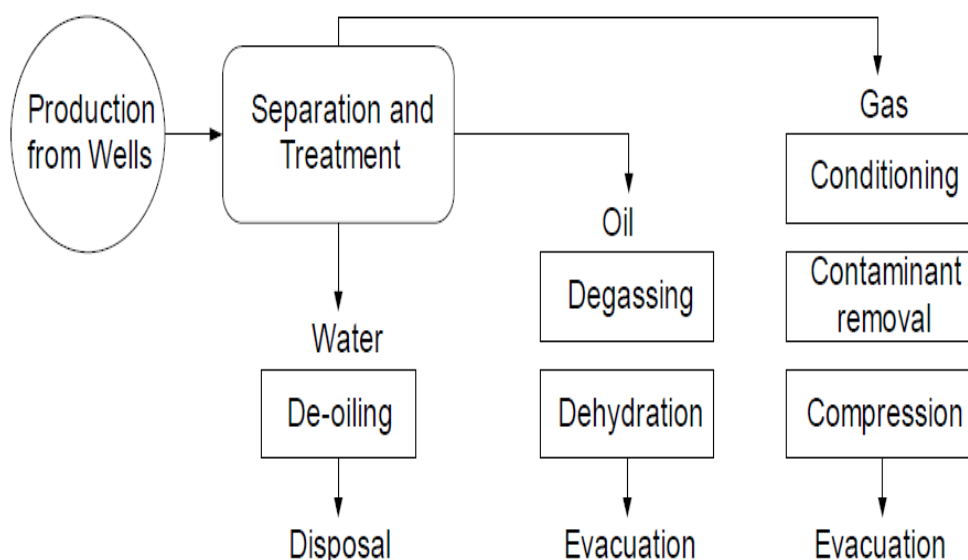 Production
from Wells
Separation and
Treatment
Gas
Conditioning
Contaminant
removal
Compression
Evacuation
Oil
Degassing
Dehydration
Evacuation
Water
De-oiling
Disposal